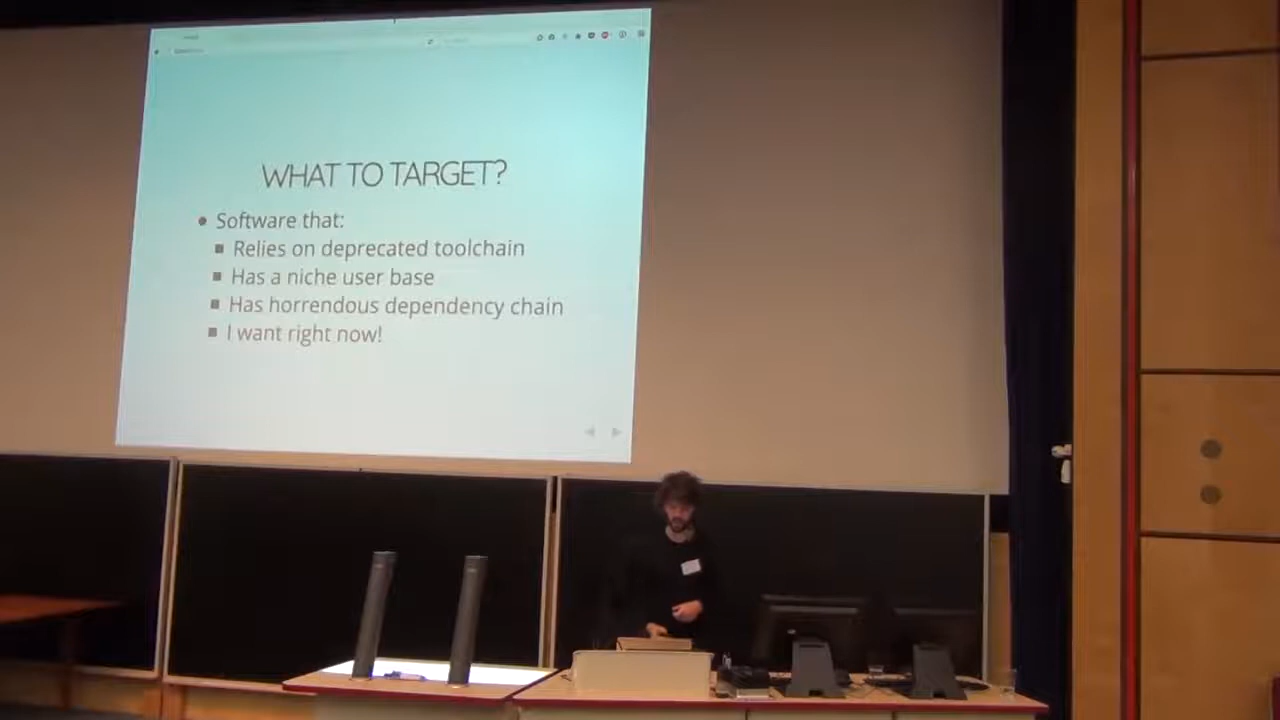 WHAT TO TARGET?
Software that:
Relies on deprecated toolchain
Has a niche user base
Has horrendous dependency chain
I want right now!